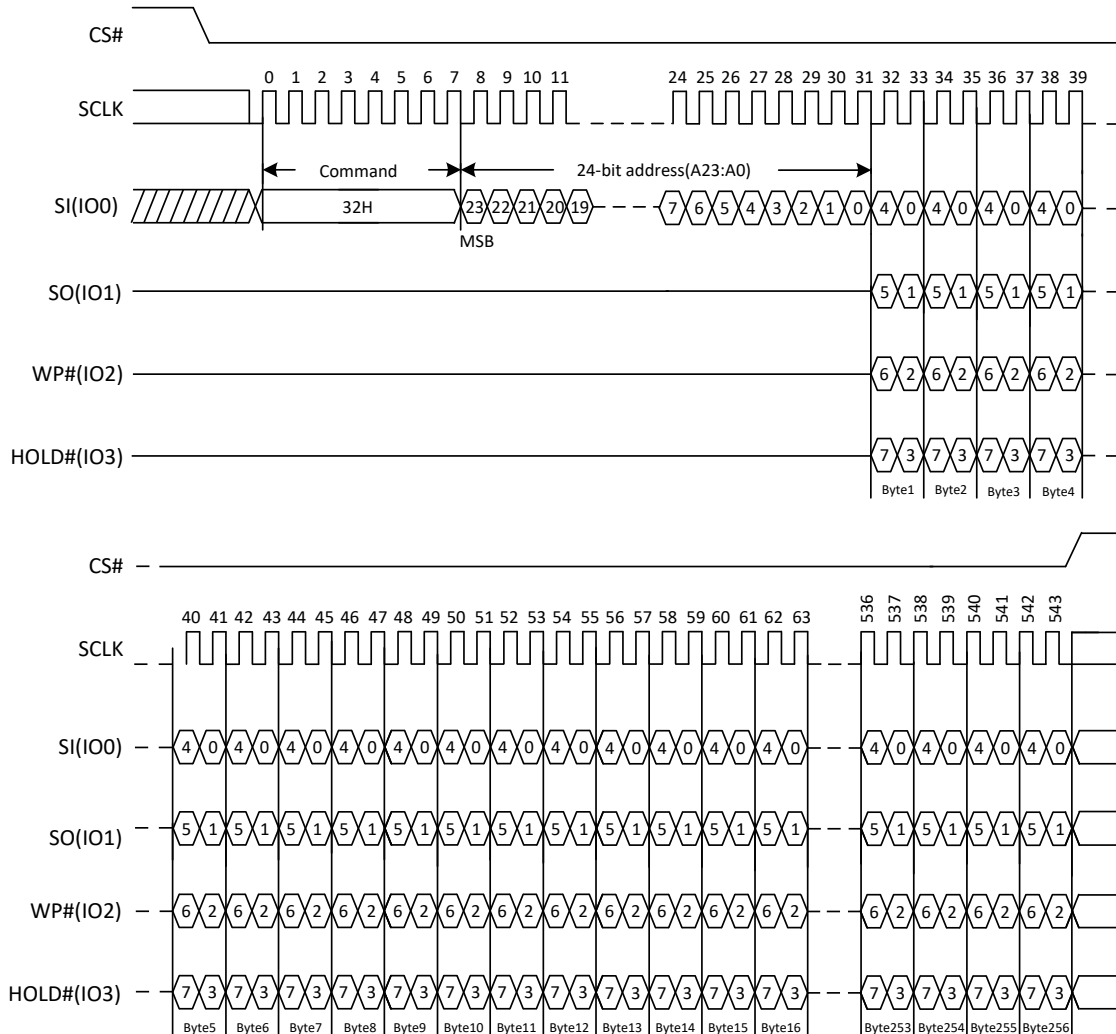 CS#
0 1 2 3 4 5 6 7 8 9 10 11 24 25 26 27 28 29 30 31 32 33 34 35 36 37 38 39
SCLK
Command 24-bit address(A23:A0)
SI(IO0) 32H 23 22 21 20 19 7 6 5 4 3 2 1 0 4 0 4 0 4 0 4 0
MSB
SO(IO1) 5 1 5 1 5 1 5 1
WP#(IO2) 6 2 6 2 6 2 6 2
HOLD#(IO3) 7 3 7 3 7 3 7 3
Byte1 Byte2 Byte3 Byte4
CS#
40 41 42 43 44 45 46 47 48 49 50 51 52 53 54 55 56 57 58 59 60 61 62 63 536 537 538 539 540 541 542 543
SCLK
SI(IO0) 4 0 4 0 4 0 4 0 4 0 4 0 4 0 4 0 4 0 4 0 4 0 4 0 4 0 4 0 4 0 4 0
SO(IO1) 5 1 5 1 5 1 5 1 5 1 5 1 5 1 5 1 5 1 5 1 5 1 5 1 5 1 5 1 5 1 5 1
WP#(IO2) 6 2 6 2 6 2 6 2 6 2 6 2 6 2 6 2 6 2 6 2 6 2 6 2 6 2 6 2 6 2 6 2
HOLD#(IO3) 7 3 7 3 7 3 7 3 7 3 7 3 7 3 7 3 7 3 7 3 7 3 7 3 7 3 7 3 7 3 7 3
Byte5 Byte6 Byte7 Byte8 Byte9 Byte10 Byte11 Byte12 Byte13 Byte14 Byte15 Byte16 Byte253 Byte254 Byte255 Byte256